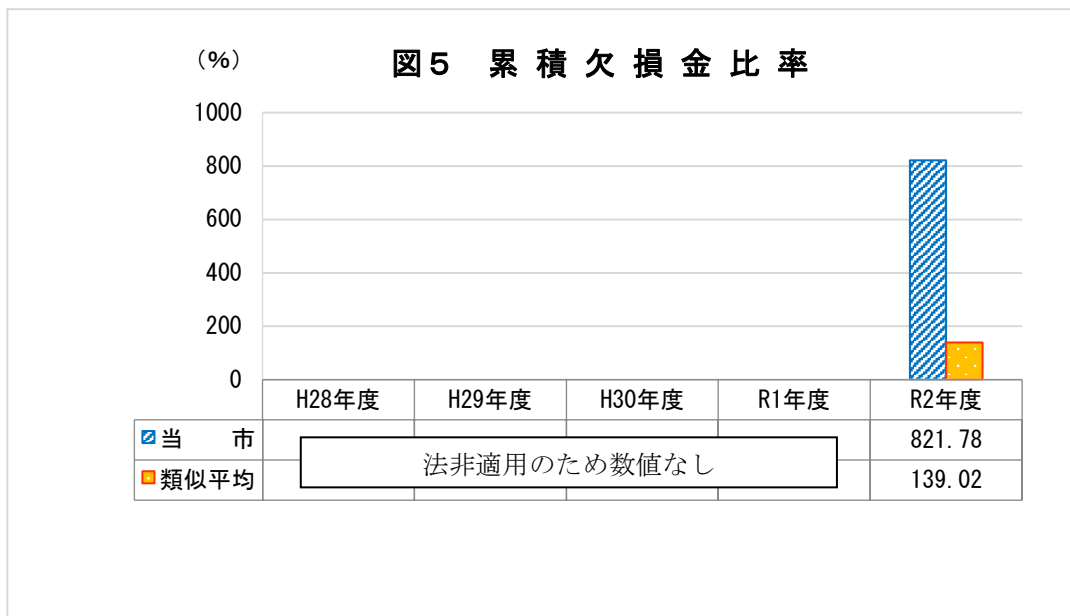 （%）
図５　累 積 欠 損 金 比 率
1000
800
600
400
200
0
H28年度 H29年度 H30年度 R1年度 R2年度
当　　市 821.78
法非適用のため数値なし
類似平均 139.02